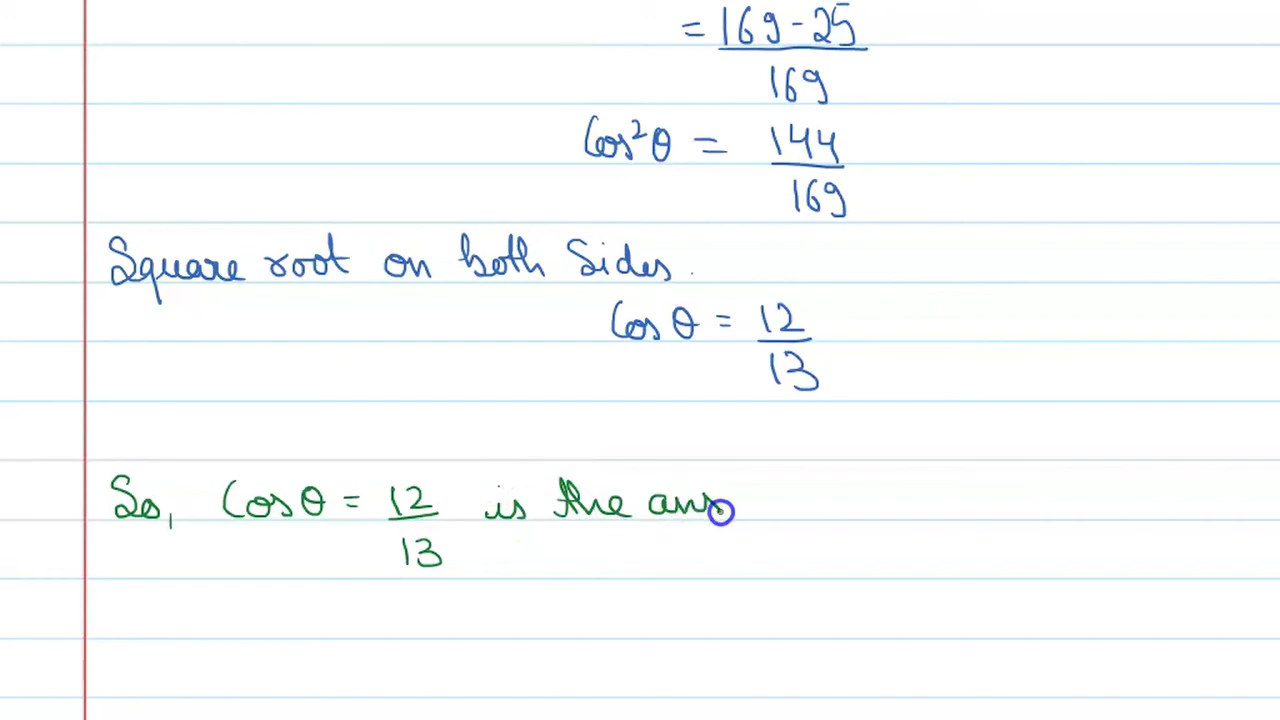 = 169 - 25
169
Cos²θ = 144
169
Square root on both Sides.
Cos θ = 12
13
So, Cos θ = 12 is the ans
13